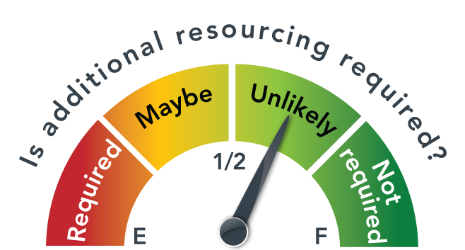 Is additional resourcing required?
Required
Maybe
Unlikely
Not
required
E
1/2
F